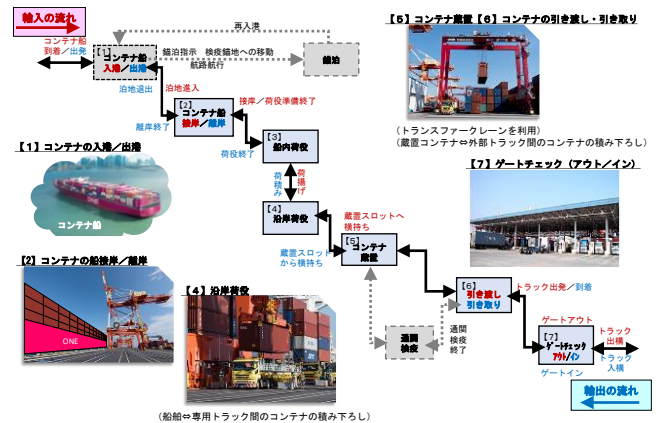 輸入の流れ
コンテナ船
到着／出発
再入港
【1】
コンテナ船
入港／出港
錨泊指示　検疫錨地への移動
航路航行
錨泊
泊地退出
泊地進入
【2】
コンテナ船
接岸／離岸
接岸／荷役準備終了
離岸終了
荷役終了
【3】
船内荷役
荷積み
荷揚げ
【4】
沿岸荷役
蔵置スロットへ
横持ち
蔵置スロット
から横持ち
【5】
コンテナ
蔵置
通関
検疫
通関
検疫
終了
【6】
引き渡し
引き取り
トラック出発／到着
ゲートアウト
【7】
ゲートチェック
アウト/イン
ゲートイン
トラック
出構
トラック
入構
輸出の流れ
【1】コンテナの入港／出港
コンテナ船
【2】コンテナの船接岸／離岸
ONE
【4】沿岸荷役
（船舶⇔専用トラック間のコンテナの積み下ろし）
【5】コンテナ蔵置【6】コンテナの引き渡し・引き取り
（トランスファークレーンを利用）
（蔵置コンテナ⇔外部トラック間のコンテナの積み下ろし）
【7】ゲートチェック（アウト／イン）